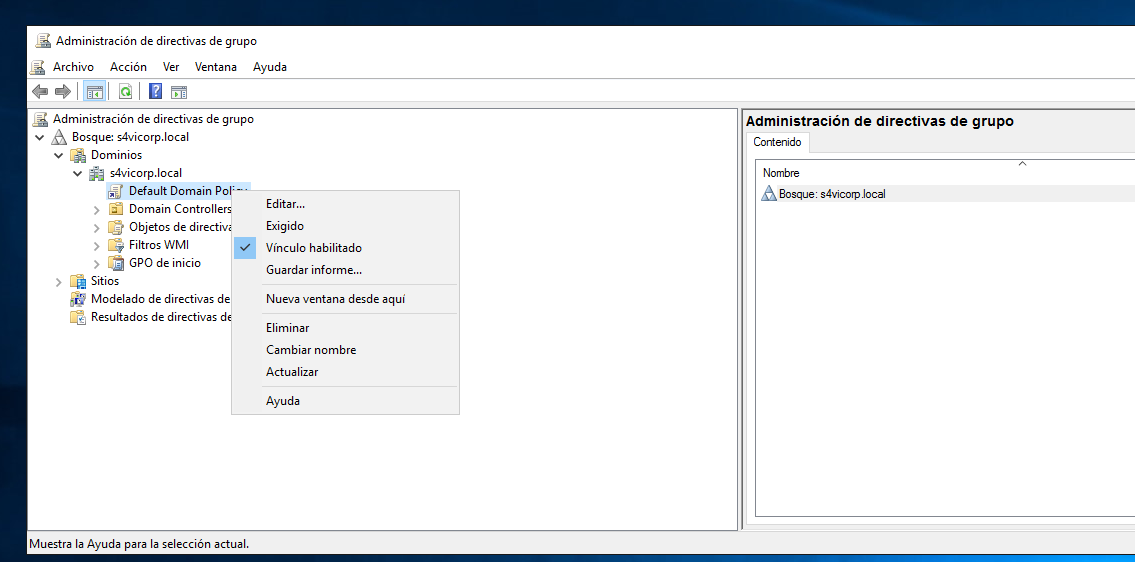 Administración de directivas de grupo
Archivo Acción Ver Ventana Ayuda
Administración de directivas de grupo
Bosque: s4vicorp.local
Dominios
s4vicorp.local
Default Domain Policy
Domain Controllers
Objetos de directiva
Filtros WMI
GPO de inicio
Sitios
Modelado de directivas de
Resultados de directivas de
Editar...
Exigido
Vínculo habilitado
Guardar informe...
Nueva ventana desde aquí
Eliminar
Cambiar nombre
Actualizar
Ayuda
Administración de directivas de grupo
Contenido
Nombre
Bosque: s4vicorp.local
Muestra la Ayuda para la selección actual.